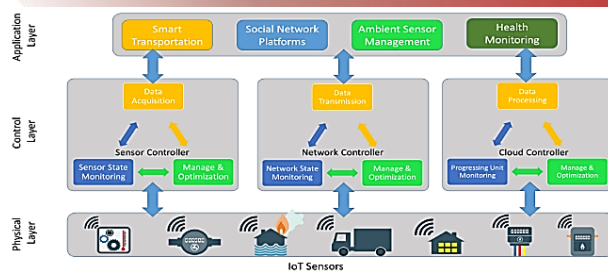 Application
Layer
Smart
Transportation
Social Network
Platforms
Ambient Sensor
Management
Health
Monitoring
Control
Layer
Data
Acquisition
Sensor Controller
Sensor State
Monitoring
Manage &
Optimization
Data
Transmission
Network Controller
Network State
Monitoring
Manage &
Optimization
Data
Processing
Cloud Controller
Progressing Unit
Monitoring
Manage &
Optimization
Physical
Layer
IoT Sensors